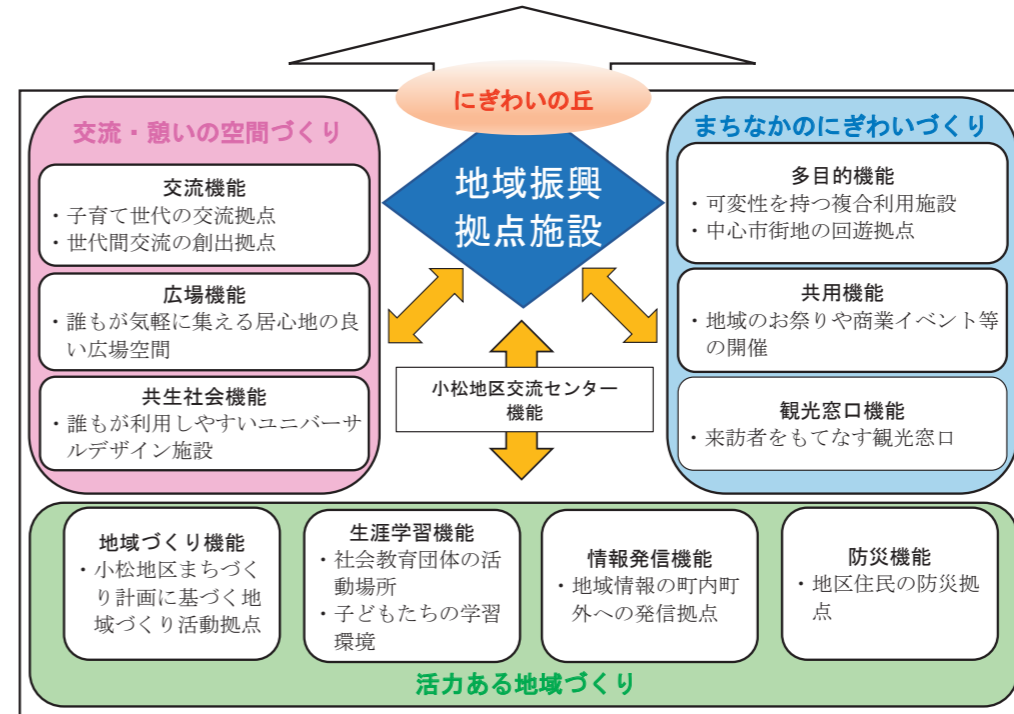 にぎわいの丘
地域振興
拠点施設
交流・憩いの空間づくり
交流機能
・子育て世代の交流拠点
・世代間交流の創出拠点
広場機能
・誰もが気軽に集える居心地の良
い広場空間
共生社会機能
・誰もが利用しやすいユニバーサ
ルデザイン施設
まちなかのにぎわいづくり
多目的機能
・可変性を持つ複合利用施設
・中心市街地の回遊拠点
共用機能
・地域のお祭りや商業イベント等
の開催
観光窓口機能
・来訪者をもてなす観光窓口
小松地区交流センター
機能
地域づくり機能
・小松地区まちづく
り計画に基づく地
域づくり活動拠点
生涯学習機能
・社会教育団体の活
動場所
・子どもたちの学習
環境
情報発信機能
・地域情報の町内町
外への発信拠点
防災機能
・地区住民の防災拠
点
活力ある地域づくり